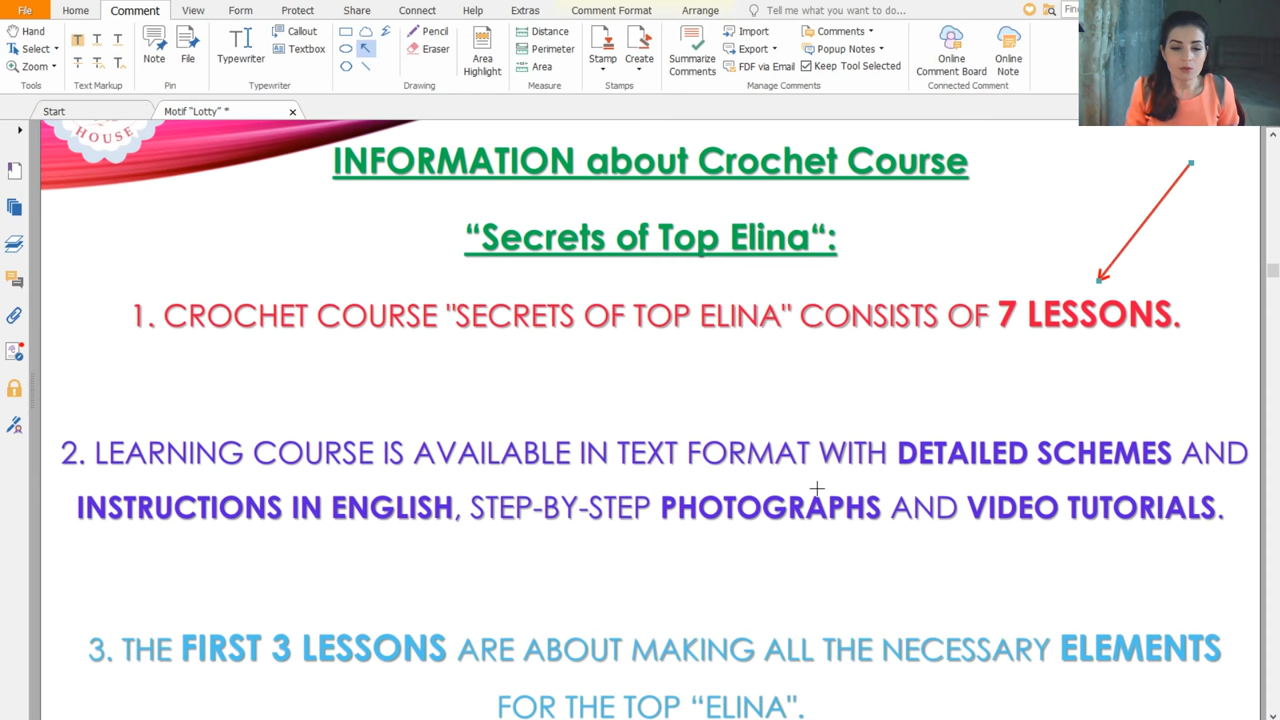 File Home Comment View Form Protect Share Connect Help Extras Comment Format Arrange Tell me what you want to do...
Hand
Select
Zoom
Tools
T T T
T T T
Text Markup
Note
File
Pin
Typewriter
Callout
Textbox
Typewriter
Drawing
Pencil
Eraser
Area
Highlight
Distance
Perimeter
Area
Measure
Stamp
Create
Stamps
Summarize
Comments
Import
Export
FDF via Email
Comments
Popup Notes
Keep Tool Selected
Manage Comments
Online
Comment Board
Online
Note
Connected Comment
Start
Motif “Lotty” *
HOUSE
INFORMATION about Crochet Course
“Secrets of Top Elina“:
1. CROCHET COURSE "SECRETS OF TOP ELINA" CONSISTS OF 7 LESSONS.
2. LEARNING COURSE IS AVAILABLE IN TEXT FORMAT WITH DETAILED SCHEMES AND
INSTRUCTIONS IN ENGLISH, STEP-BY-STEP PHOTOGRAPHS AND VIDEO TUTORIALS.
3. THE FIRST 3 LESSONS ARE ABOUT MAKING ALL THE NECESSARY ELEMENTS
FOR THE TOP “ELINA".